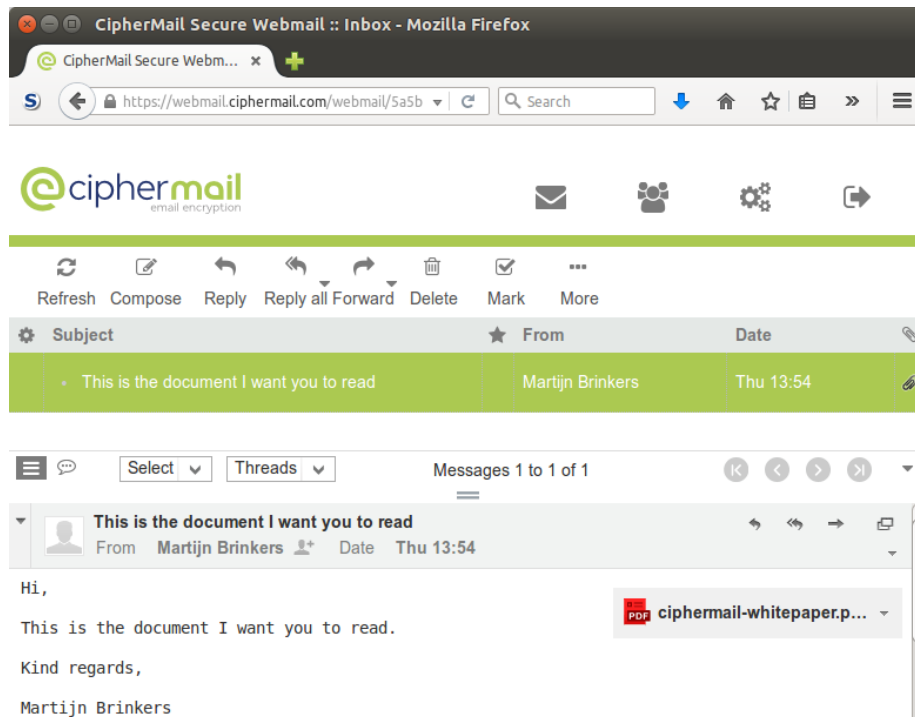 CipherMail Secure Webmail :: Inbox - Mozilla Firefox
CipherMail Secure Webm...
S
https://webmail.ciphermail.com/webmail/5a5b
Search
ciphermail
email encryption
Refresh Compose Reply Reply all Forward Delete Mark More
Subject From Date
This is the document I want you to read Martijn Brinkers Thu 13:54
Select Threads Messages 1 to 1 of 1
This is the document I want you to read
From Martijn Brinkers Date Thu 13:54
Hi,
PDF ciphermail-whitepaper.p...
This is the document I want you to read.
Kind regards,
Martijn Brinkers